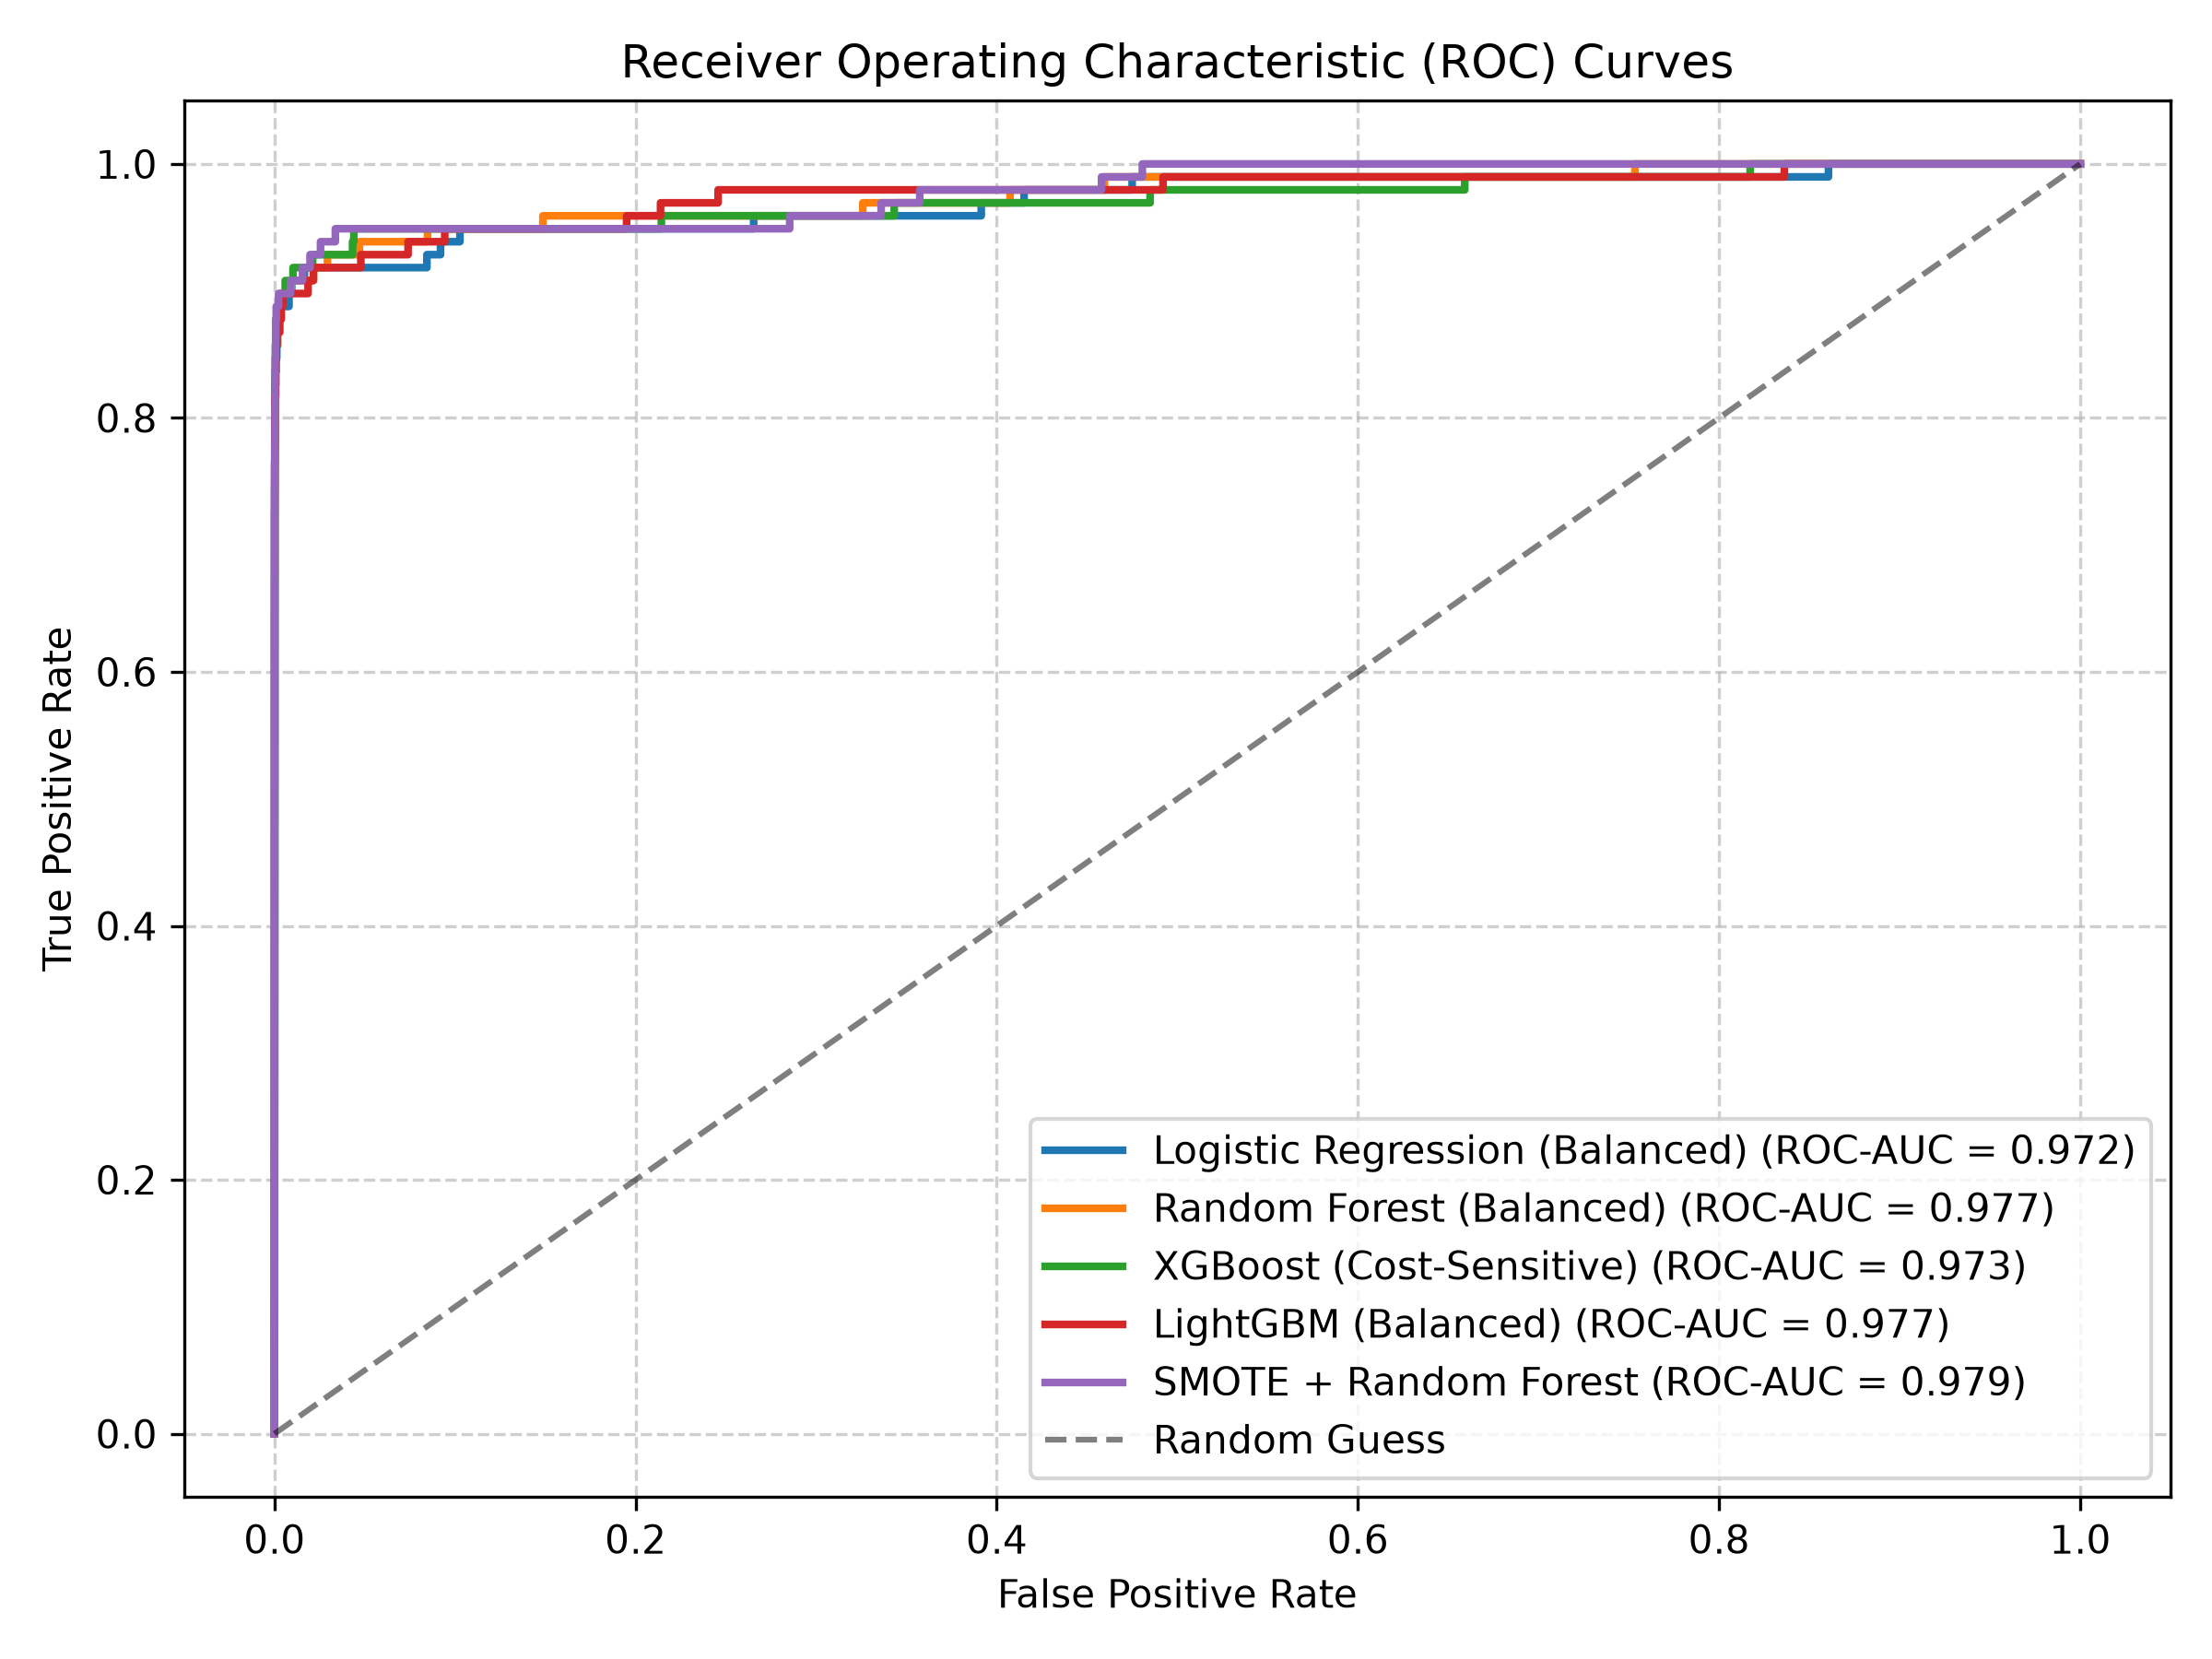 Receiver Operating Characteristic (ROC) Curves
True Positive Rate
1.0
0.8
0.6
0.4
0.2
0.0
Logistic Regression (Balanced) (ROC-AUC = 0.972)
Random Forest (Balanced) (ROC-AUC = 0.977)
XGBoost (Cost-Sensitive) (ROC-AUC = 0.973)
LightGBM (Balanced) (ROC-AUC = 0.977)
SMOTE + Random Forest (ROC-AUC = 0.979)
Random Guess
0.0 0.2 0.4 0.6 0.8 1.0
False Positive Rate